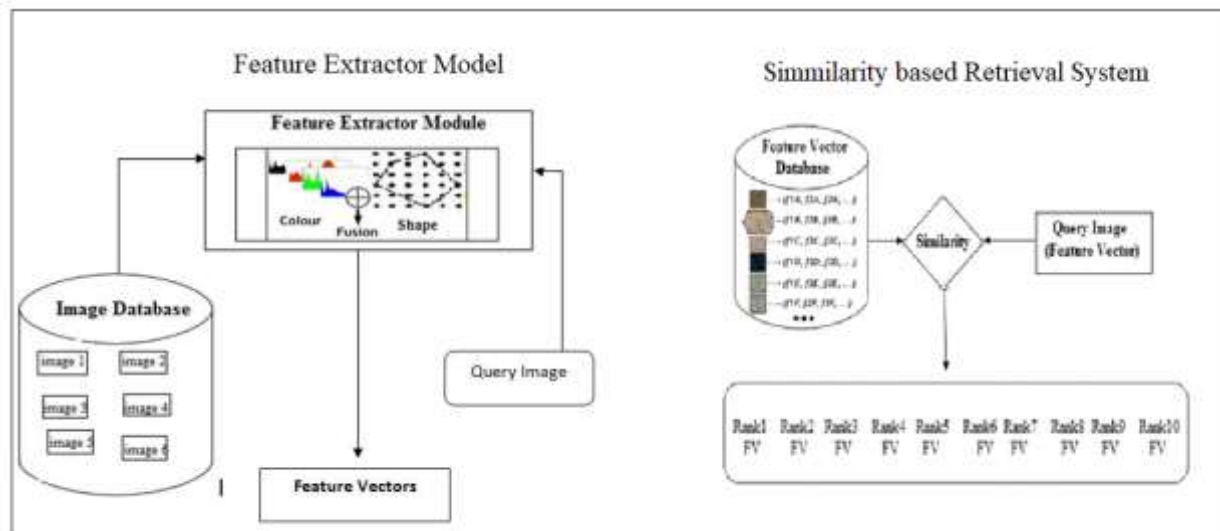 Feature Extractor Model
Feature Extractor Module
Colour
Shape
Fusion
Image Database
image 1
image 2
image 3
image 4
image 5
image 6
Query Image
Feature Vectors
Simmilarity based Retrieval System
Feature Vector
Database
Similarity
Query Image
(Feature Vector)
Rank1 Rank2 Rank3 Rank4 Rank5 Rank6 Rank7 Rank8 Rank9 Rank10
FV FV FV FV FV FV FV FV FV FV